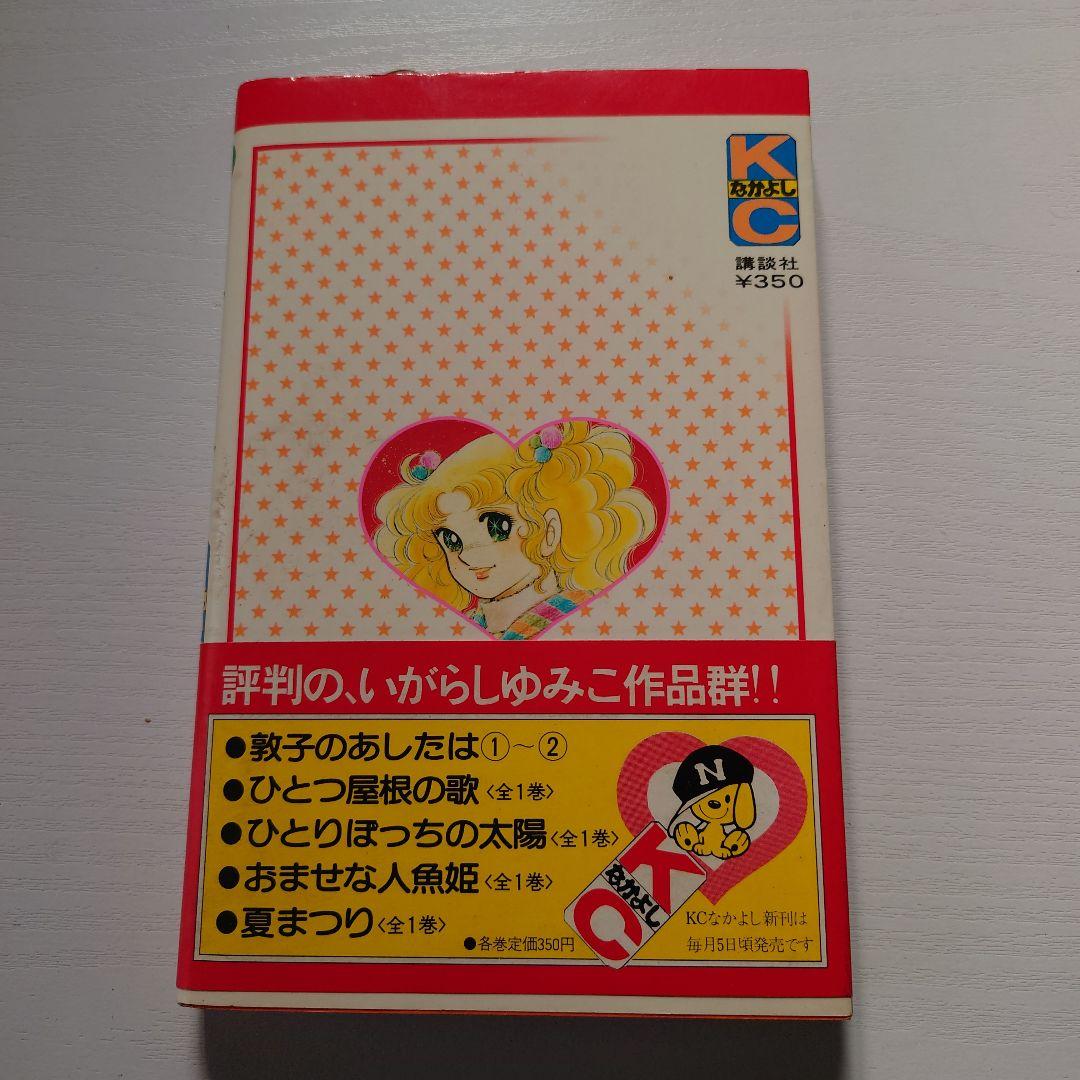 K
なかよし
C
講談社
¥350
評判の、いがらしゆみこ作品群!!
●敦子のあしたは①～②
●ひとつ屋根の歌〈全1巻〉
●ひとりぼっちの太陽〈全1巻〉
●おませな人魚姫〈全1巻〉
●夏まつり〈全1巻〉
●各巻定価350円
N
K
なかよし
C
KCなかよし新刊は
毎月5日頃発売です